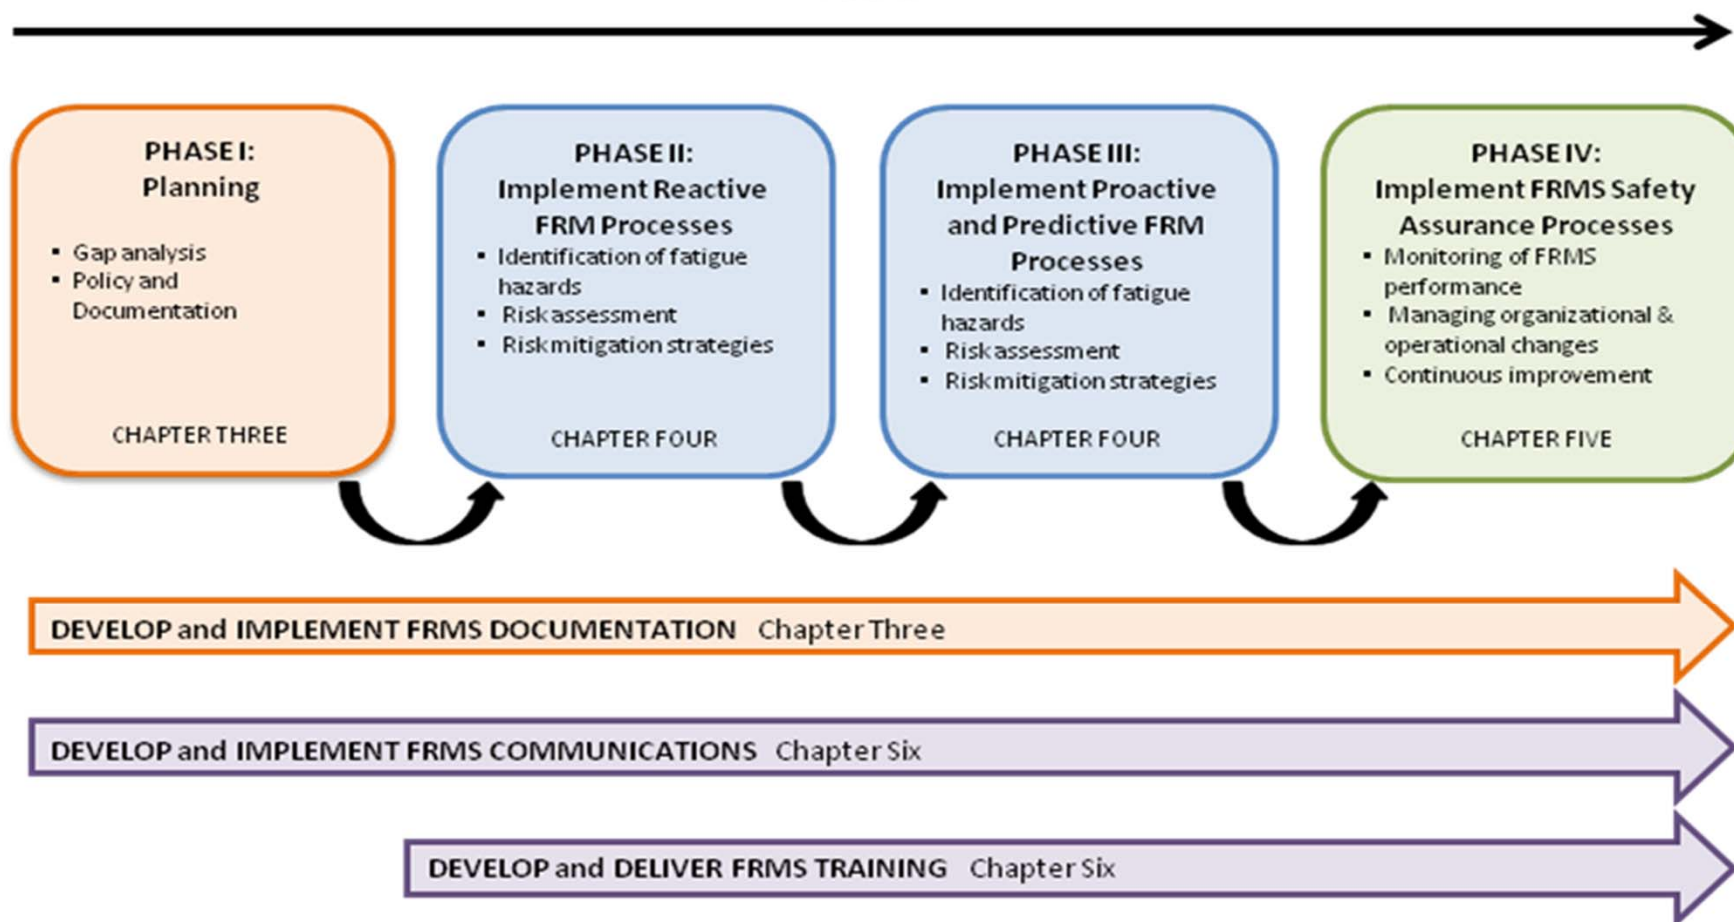 PHASE I:
Planning
▪ Gap analysis
▪ Policy and
Documentation
CHAPTER THREE
PHASE II:
Implement Reactive
FRM Processes
▪ Identification of fatigue
hazards
▪ Risk assessment
▪ Risk mitigation strategies
CHAPTER FOUR
PHASE III:
Implement Proactive
and Predictive FRM
Processes
▪ Identification of fatigue
hazards
▪ Risk assessment
▪ Risk mitigation strategies
CHAPTER FOUR
PHASE IV:
Implement FRMS Safety
Assurance Processes
▪ Monitoring of FRMS
performance
▪ Managing organizational &
operational changes
▪ Continuous improvement
CHAPTER FIVE
DEVELOP and IMPLEMENT FRMS DOCUMENTATION Chapter Three
DEVELOP and IMPLEMENT FRMS COMMUNICATIONS Chapter Six
DEVELOP and DELIVER FRMS TRAINING Chapter Six